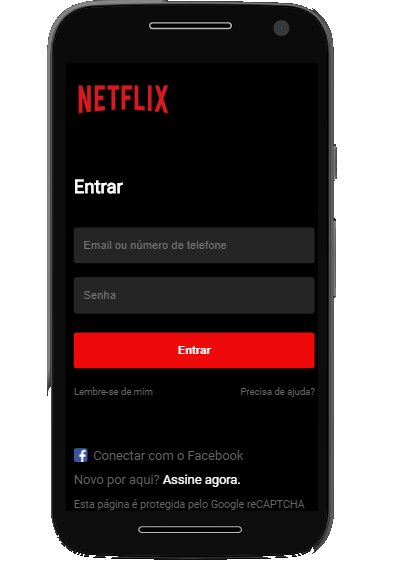 NETFLIX
Entrar
Email ou número de telefone
Senha
Entrar
Lembre-se de mim Precisa de ajuda?
Conectar com o Facebook
Novo por aqui? Assine agora.
Esta página é protegida pelo Google reCAPTCHA